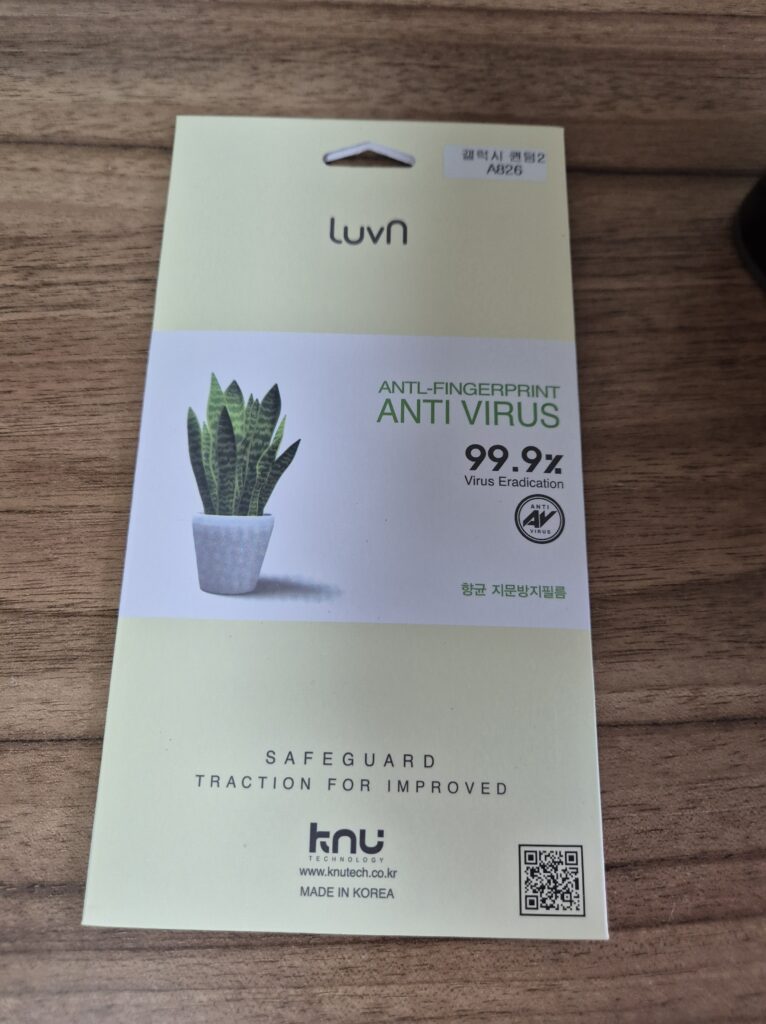 갤럭시 퀀텀2
A826
Luvn
ANTL-FINGERPRINT
ANTI VIRUS
99.9%
Virus Eradication
ANTI
AV
VIRUS
향균 지문방지필름
SAFEGUARD
TRACTION FOR IMPROVED
knu
TECHNOLOGY
www.knutech.co.kr
MADE IN KOREA